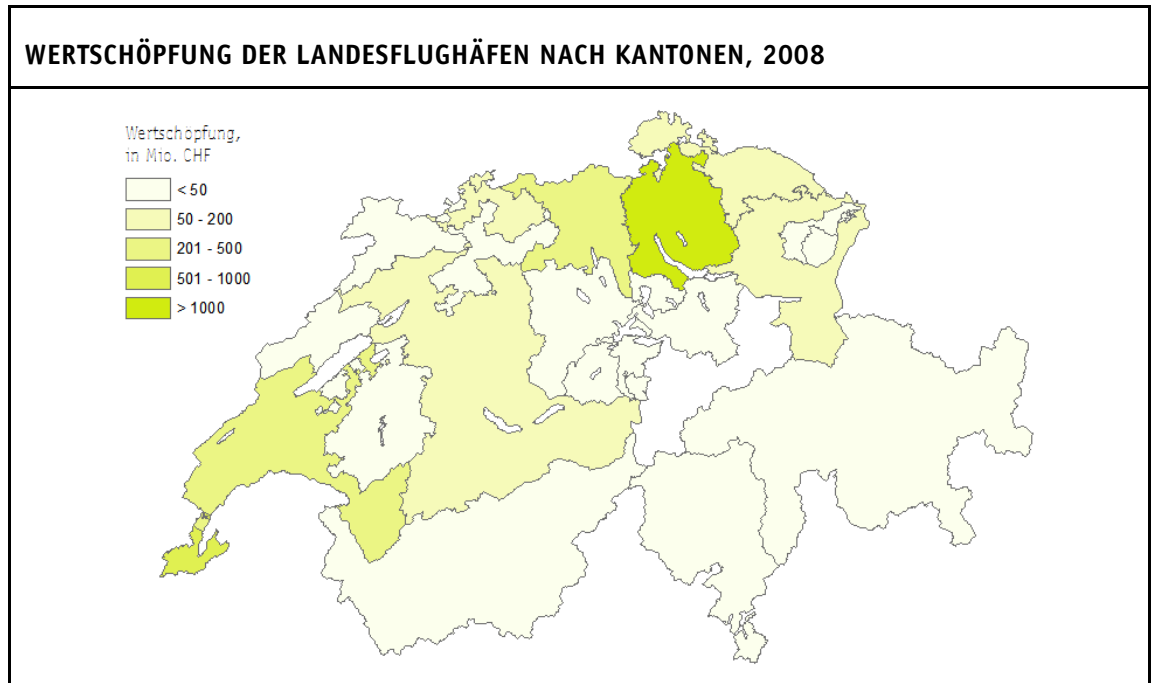 WERTSCHÖPFUNG DER LANDESFLUGHÄFEN NACH KANTONEN, 2008
Wertschöpfung,
in Mio. CHF
< 50
50 - 200
201 - 500
501 - 1000
> 1000